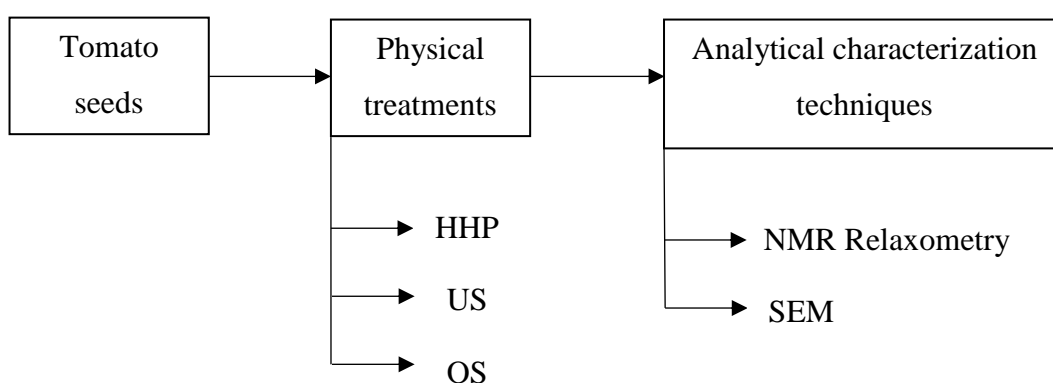 Tomato
seeds
Physical
treatments
Analytical characterization
techniques
HHP
US
OS
NMR Relaxometry
SEM